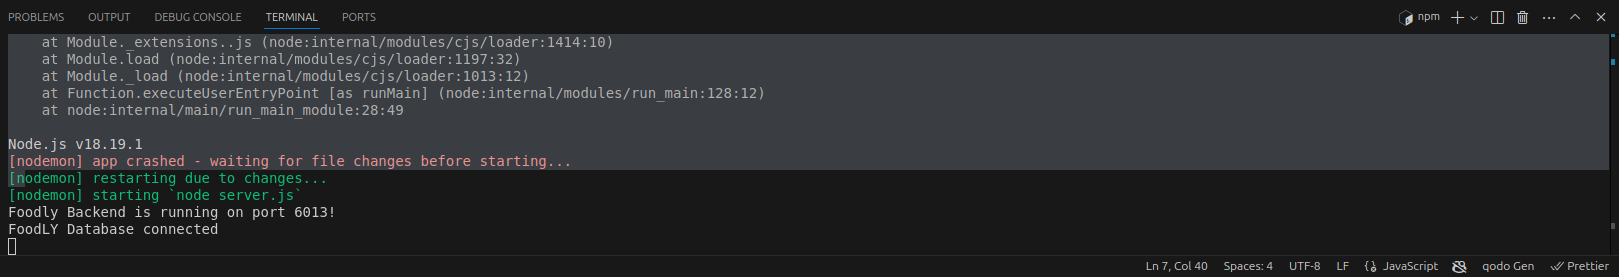 PROBLEMS OUTPUT DEBUG CONSOLE TERMINAL PORTS npm
    at Module._extensions..js (node:internal/modules/cjs/loader:1414:10)
    at Module.load (node:internal/modules/cjs/loader:1197:32)
    at Module._load (node:internal/modules/cjs/loader:1013:12)
    at Function.executeUserEntryPoint [as runMain] (node:internal/modules/run_main:128:12)
    at node:internal/main/run_main_module:28:49
Node.js v18.19.1
[nodemon] app crashed - waiting for file changes before starting...
[nodemon] restarting due to changes...
[nodemon] starting `node server.js`
Foodly Backend is running on port 6013!
FoodLY Database connected
Ln 7, Col 40 Spaces: 4 UTF-8 LF {} JavaScript qodo Gen Prettier